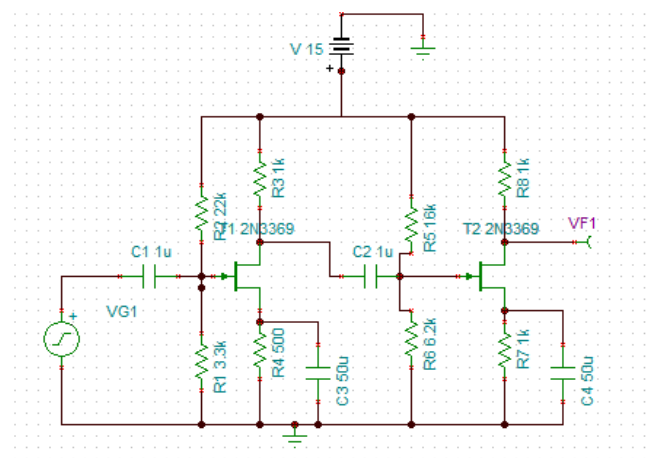 V 15
+
R3 1k
R8 1k
R2 22k
T1 2N3369
R5 16k
T2 2N3369
VF1
C1 1u
C2 1u
VG1
+
R1 3.3k
R4 500
C3 50u
R6 6.2k
R7 1k
C4 50u